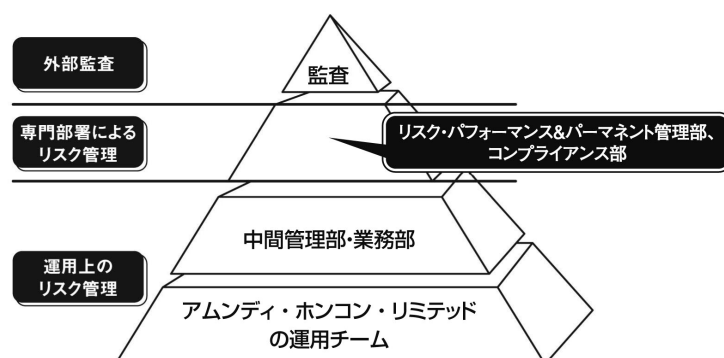 外部監査
監査
専門部署による
リスク管理
リスク・パフォーマンス&パーマネント管理部、
コンプライアンス部
中間管理部・業務部
運用上の
リスク管理
アムンディ・ホンコン・リミテッド
の運用チーム